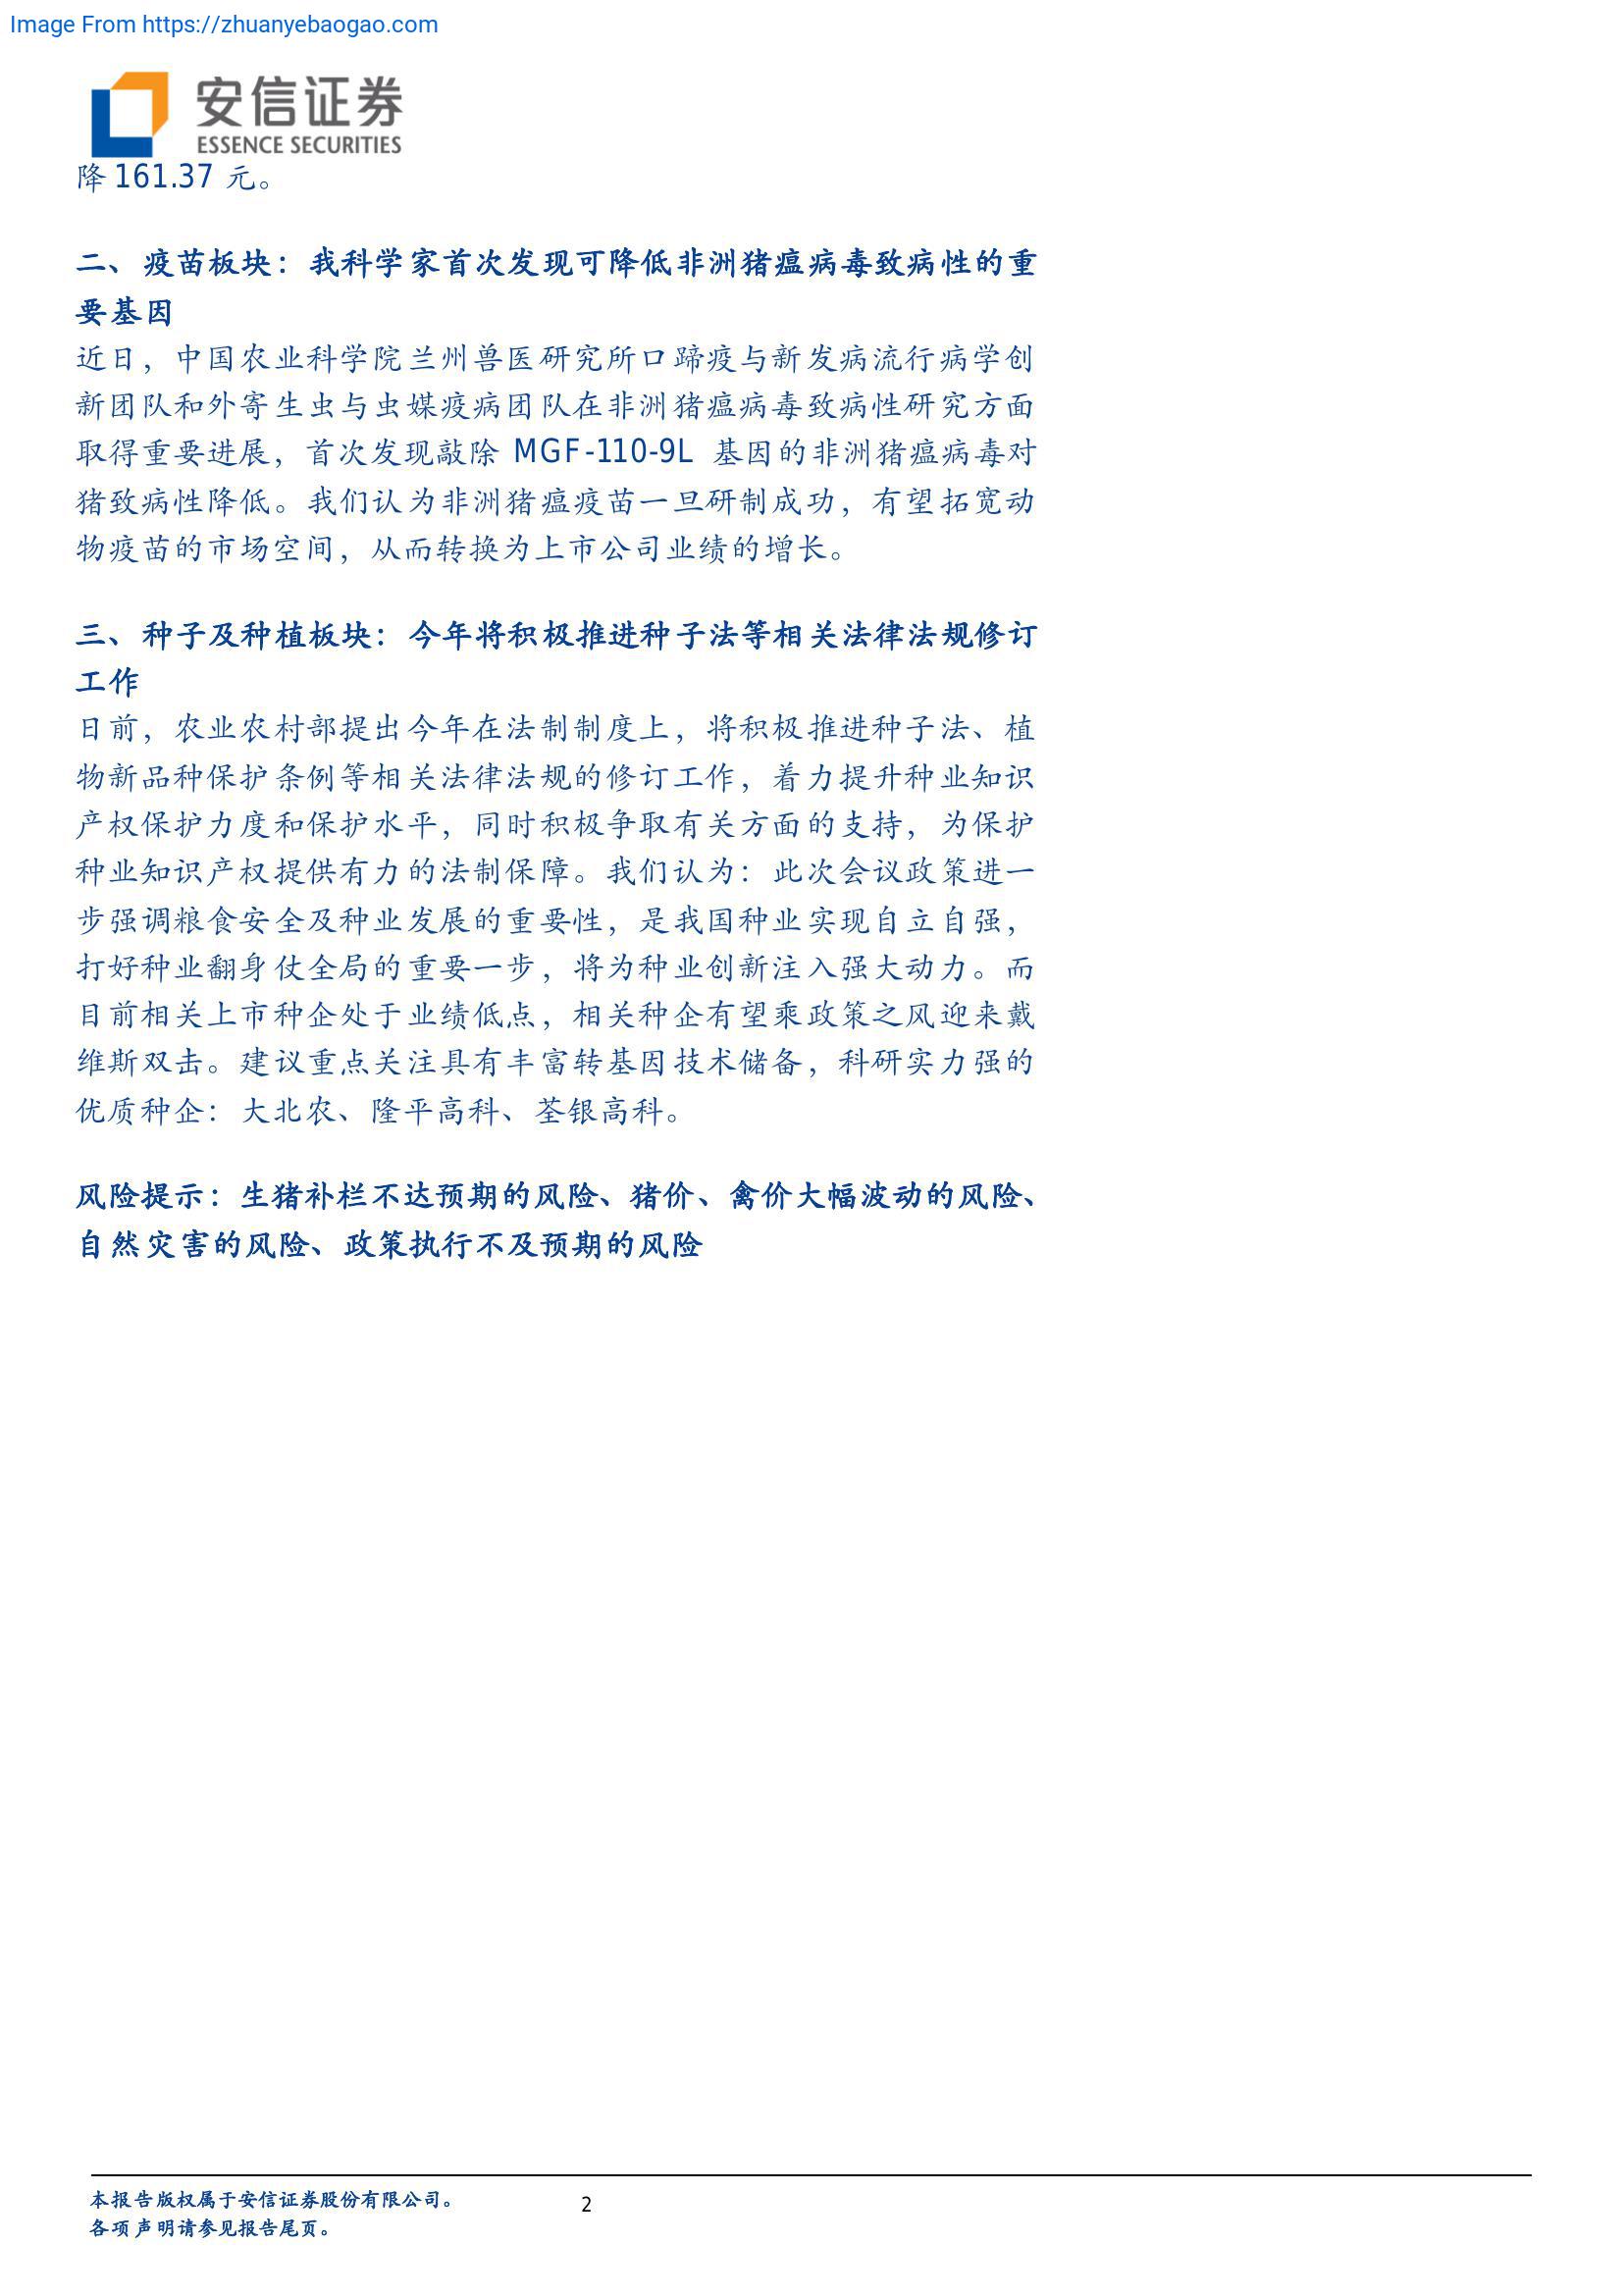 Image From https://zhuanyebaogao.com
安信证券
ESSENCE SECURITIES
降 161.37 元。
二、疫苗板块：我科学家首次发现可降低非洲猪瘟病毒致病性的重
要基因
近日，中国农业科学院兰州兽医研究所口蹄疫与新发病流行病学创
新团队和外寄生虫与虫媒疫病团队在非洲猪瘟病毒致病性研究方面
取得重要进展，首次发现敲除 MGF-110-9L 基因的非洲猪瘟病毒对
猪致病性降低。我们认为非洲猪瘟疫苗一旦研制成功，有望拓宽动
物疫苗的市场空间，从而转换为上市公司业绩的增长。
三、种子及种植板块：今年将积极推进种子法等相关法律法规修订
工作
日前，农业农村部提出今年在法制制度上，将积极推进种子法、植
物新品种保护条例等相关法律法规的修订工作，着力提升种业知识
产权保护力度和保护水平，同时积极争取有关方面的支持，为保护
种业知识产权提供有力的法制保障。我们认为：此次会议政策进一
步强调粮食安全及种业发展的重要性，是我国种业实现自立自强，
打好种业翻身仗全局的重要一步，将为种业创新注入强大动力。而
目前相关上市种企处于业绩低点，相关种企有望乘政策之风迎来戴
维斯双击。建议重点关注具有丰富转基因技术储备，科研实力强的
优质种企：大北农、隆平高科、荃银高科。
风险提示：生猪补栏不达预期的风险、猪价、禽价大幅波动的风险、
自然灾害的风险、政策执行不及预期的风险
本报告版权属于安信证券股份有限公司。
2
各项声明请参见报告尾页。